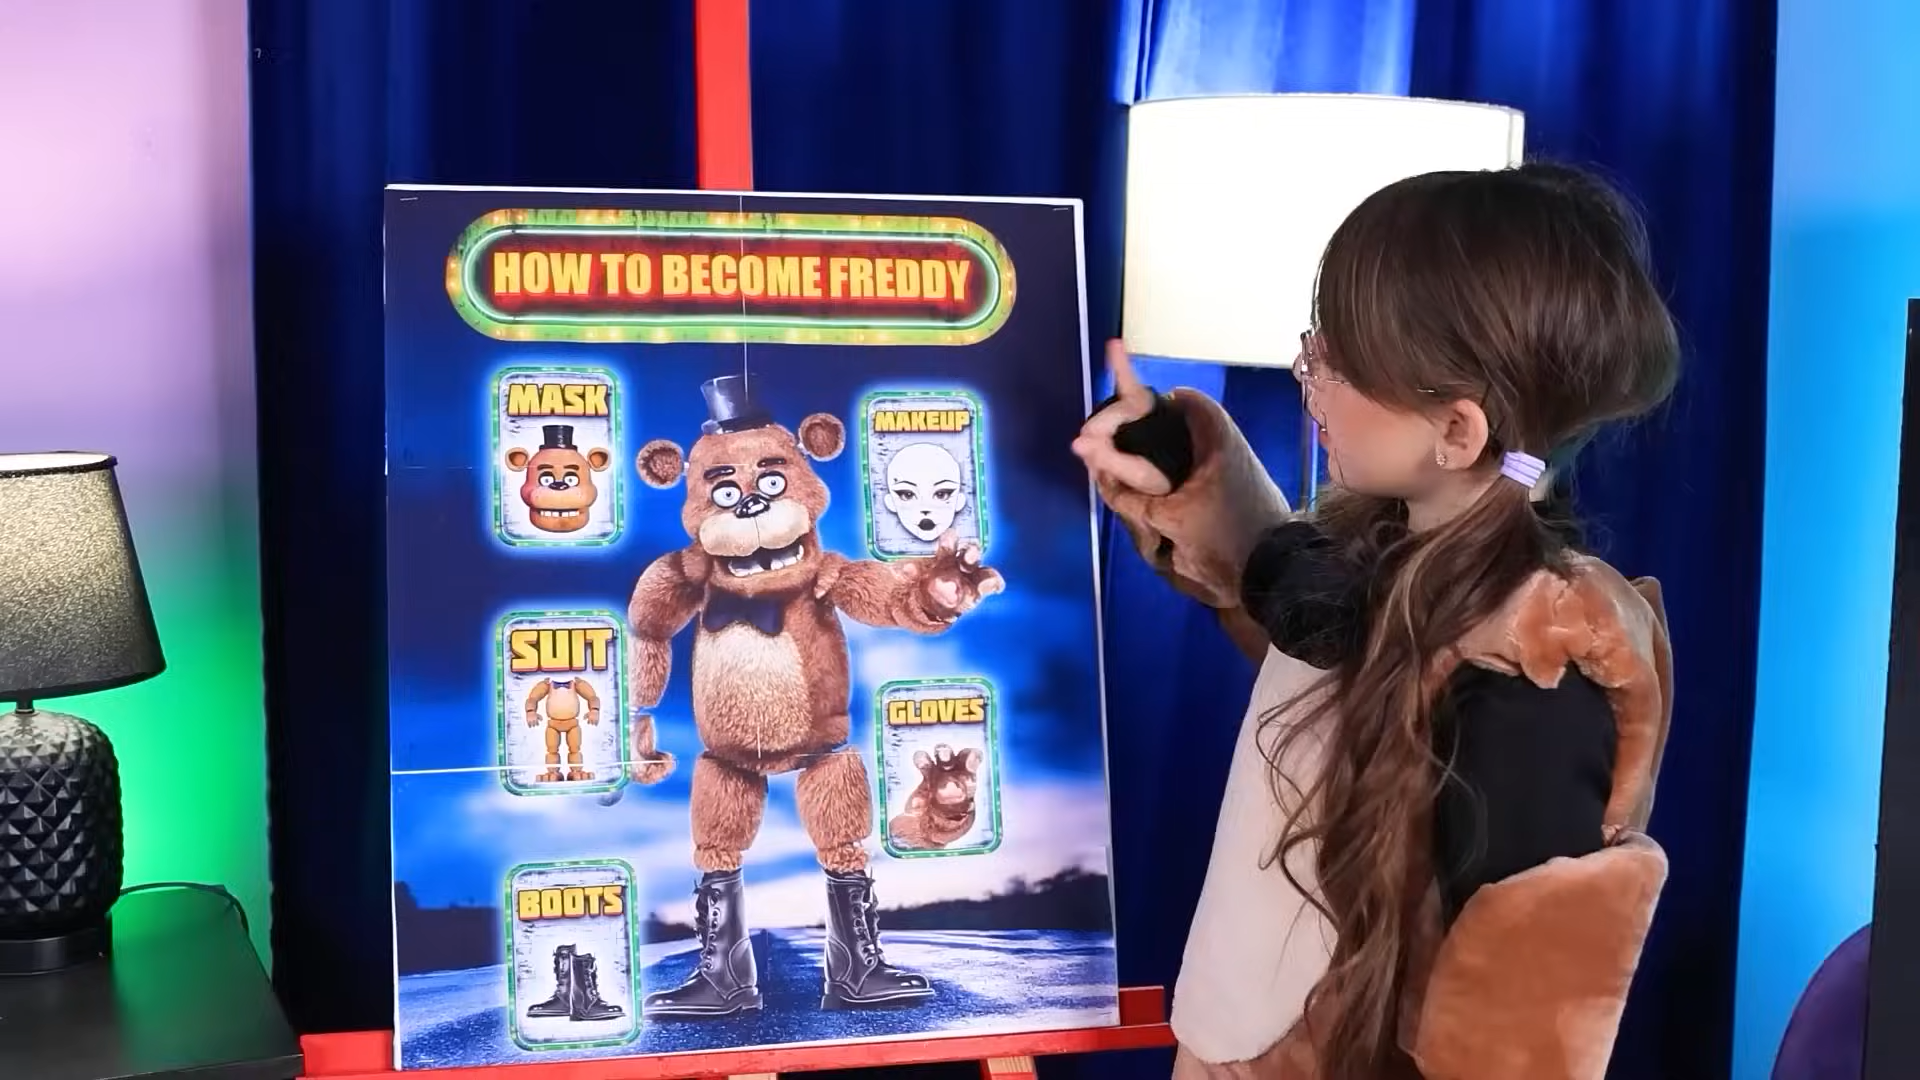 HOW TO BECOME FREDDY
MASK
MAKEUP
SUIT
GLOVES
BOOTS